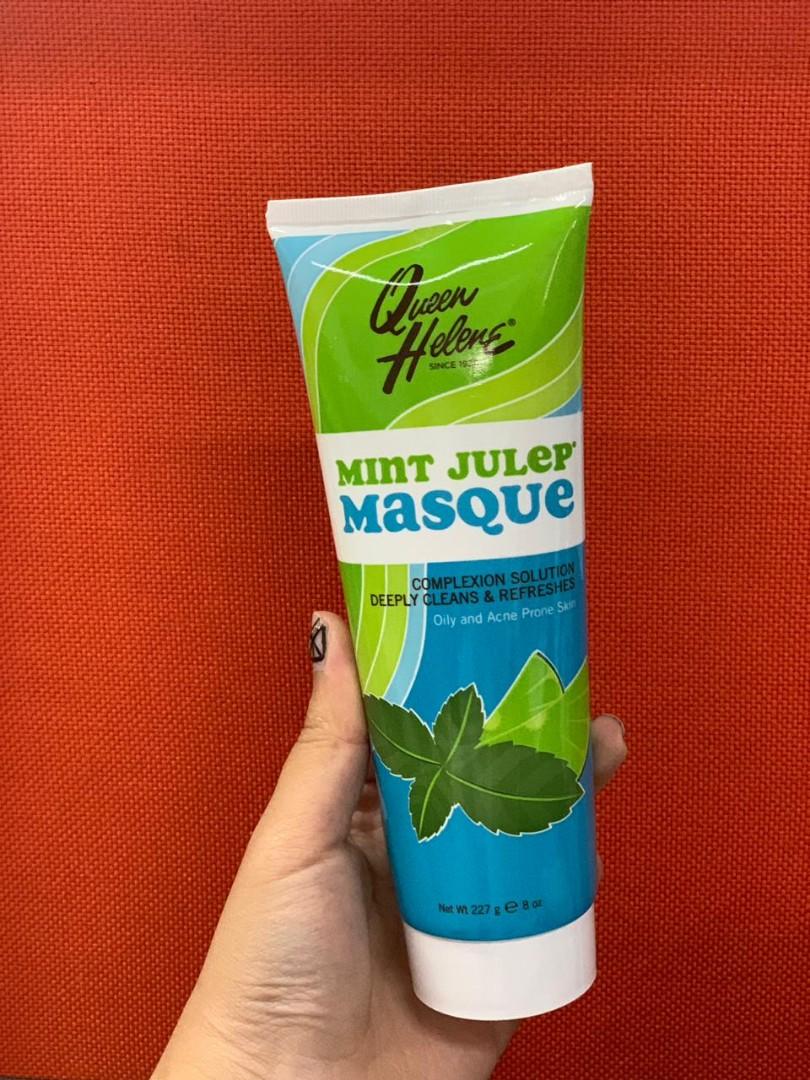 Queen
Helene®
SINCE
MINT JULEP®
MASQUE
COMPLEXION SOLUTION
DEEPLY CLEANS & REFRESHES
Oily and Acne Prone Skin
Net Wt 227 g ℮ 8 oz